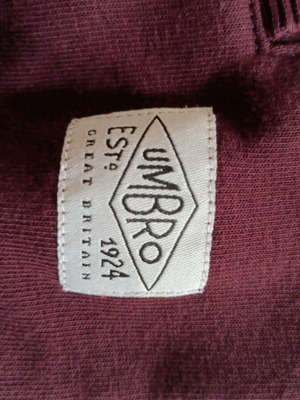 UMBRO
ESTD 1924
GREAT BRITAIN